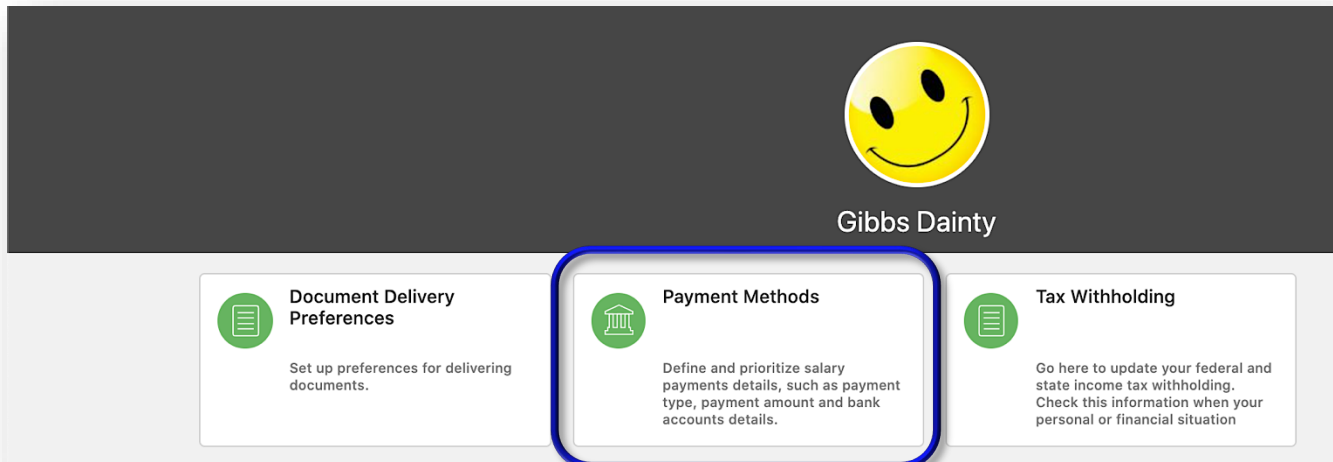 Gibbs Dainty
Document Delivery
Preferences
Set up preferences for delivering
documents.
Payment Methods
Define and prioritize salary
payments details, such as payment
type, payment amount and bank
accounts details.
Tax Withholding
Go here to update your federal and
state income tax withholding.
Check this information when your
personal or financial situation